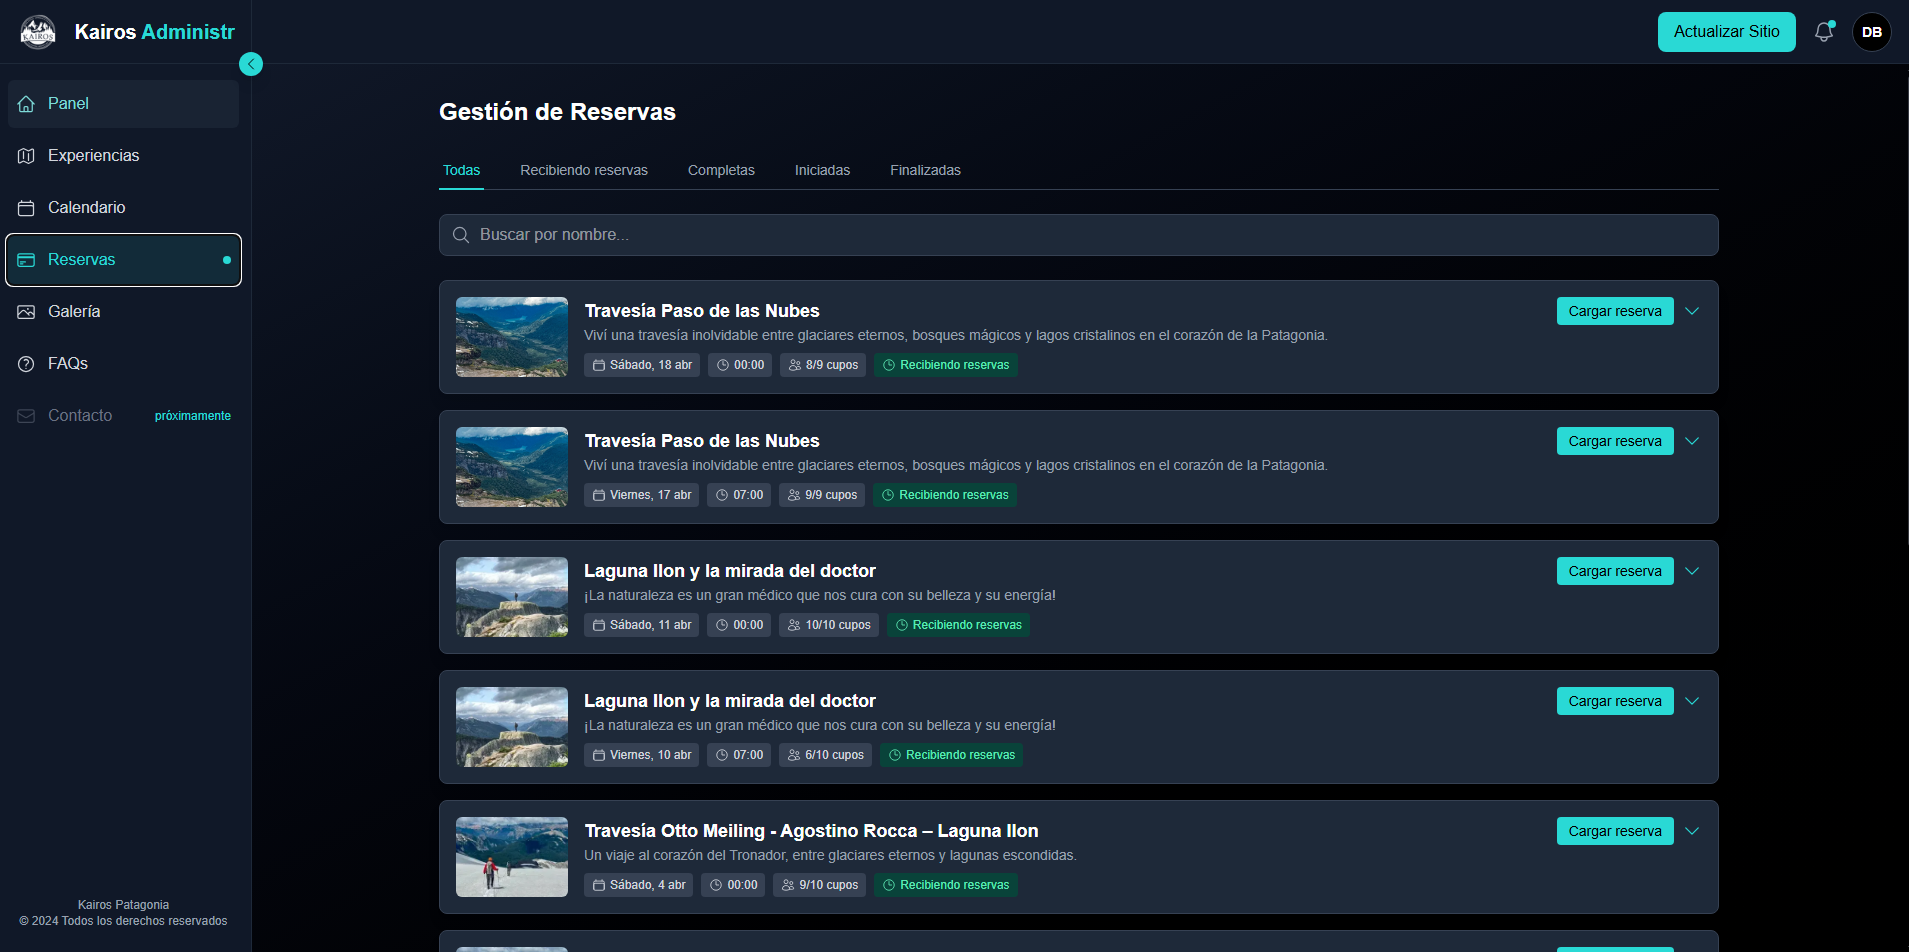 KAIROS
Kairos Administr
Actualizar Sitio
DB
Panel
Experiencias
Calendario
Reservas
Galería
FAQs
Contacto próximamente
Kairos Patagonia
© 2024 Todos los derechos reservados
Gestión de Reservas
Todas Recibiendo reservas Completas Iniciadas Finalizadas
Buscar por nombre...
Travesía Paso de las Nubes
Cargar reserva
Viví una travesía inolvidable entre glaciares eternos, bosques mágicos y lagos cristalinos en el corazón de la Patagonia.
Sábado, 18 abr 00:00 8/9 cupos Recibiendo reservas
Travesía Paso de las Nubes
Cargar reserva
Viví una travesía inolvidable entre glaciares eternos, bosques mágicos y lagos cristalinos en el corazón de la Patagonia.
Viernes, 17 abr 07:00 9/9 cupos Recibiendo reservas
Laguna Ilon y la mirada del doctor
Cargar reserva
¡La naturaleza es un gran médico que nos cura con su belleza y su energía!
Sábado, 11 abr 00:00 10/10 cupos Recibiendo reservas
Laguna Ilon y la mirada del doctor
Cargar reserva
¡La naturaleza es un gran médico que nos cura con su belleza y su energía!
Viernes, 10 abr 07:00 6/10 cupos Recibiendo reservas
Travesía Otto Meiling - Agostino Rocca – Laguna Ilon
Cargar reserva
Un viaje al corazón del Tronador, entre glaciares eternos y lagunas escondidas.
Sábado, 4 abr 00:00 9/10 cupos Recibiendo reservas